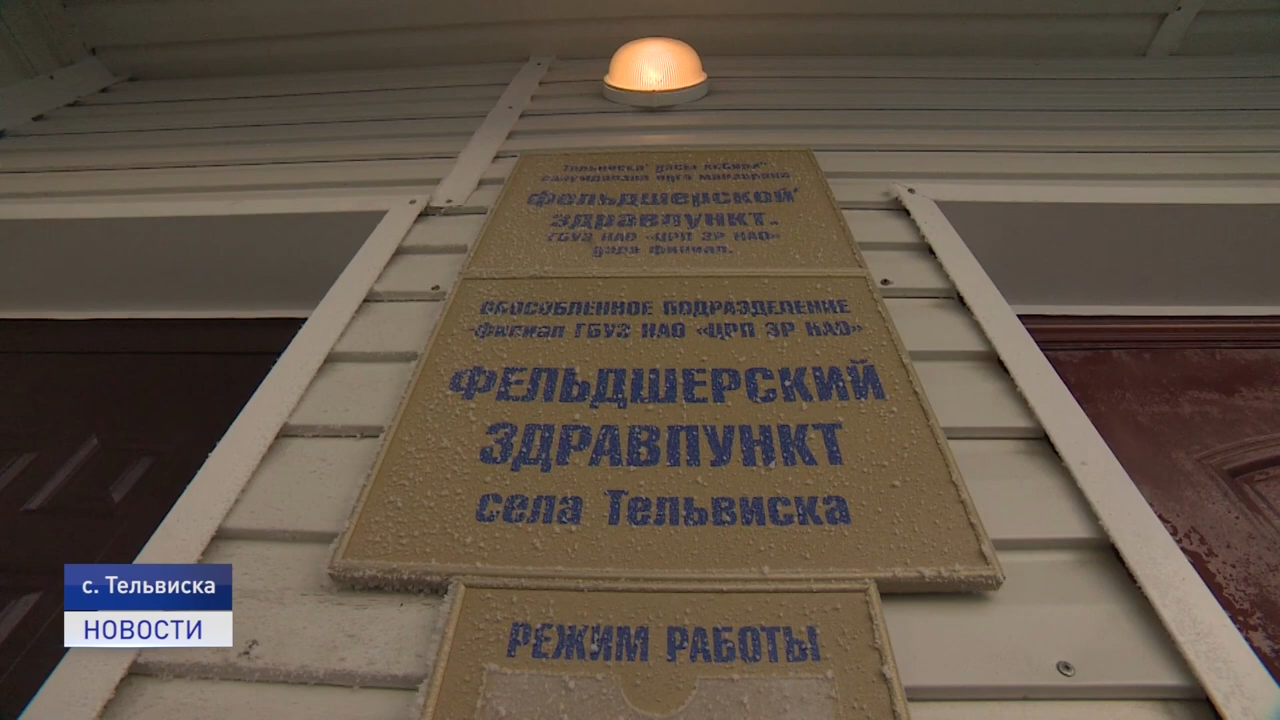 Фельдшерской'
здравпункт.
ГБУЗ НАО «ЦРП ЗР НАО»
филиал.
ОБОСОБЛЕННОЕ ПОДРАЗДЕЛЕНИЕ
-филиал ГБУЗ НАО «ЦРП ЗР НАО»
ФЕЛЬДШЕРСКИЙ
ЗДРАВПУНКТ
села Тельвиска
РЕЖИМ РАБОТЫ
с. Тельвиска
НОВОСТИ